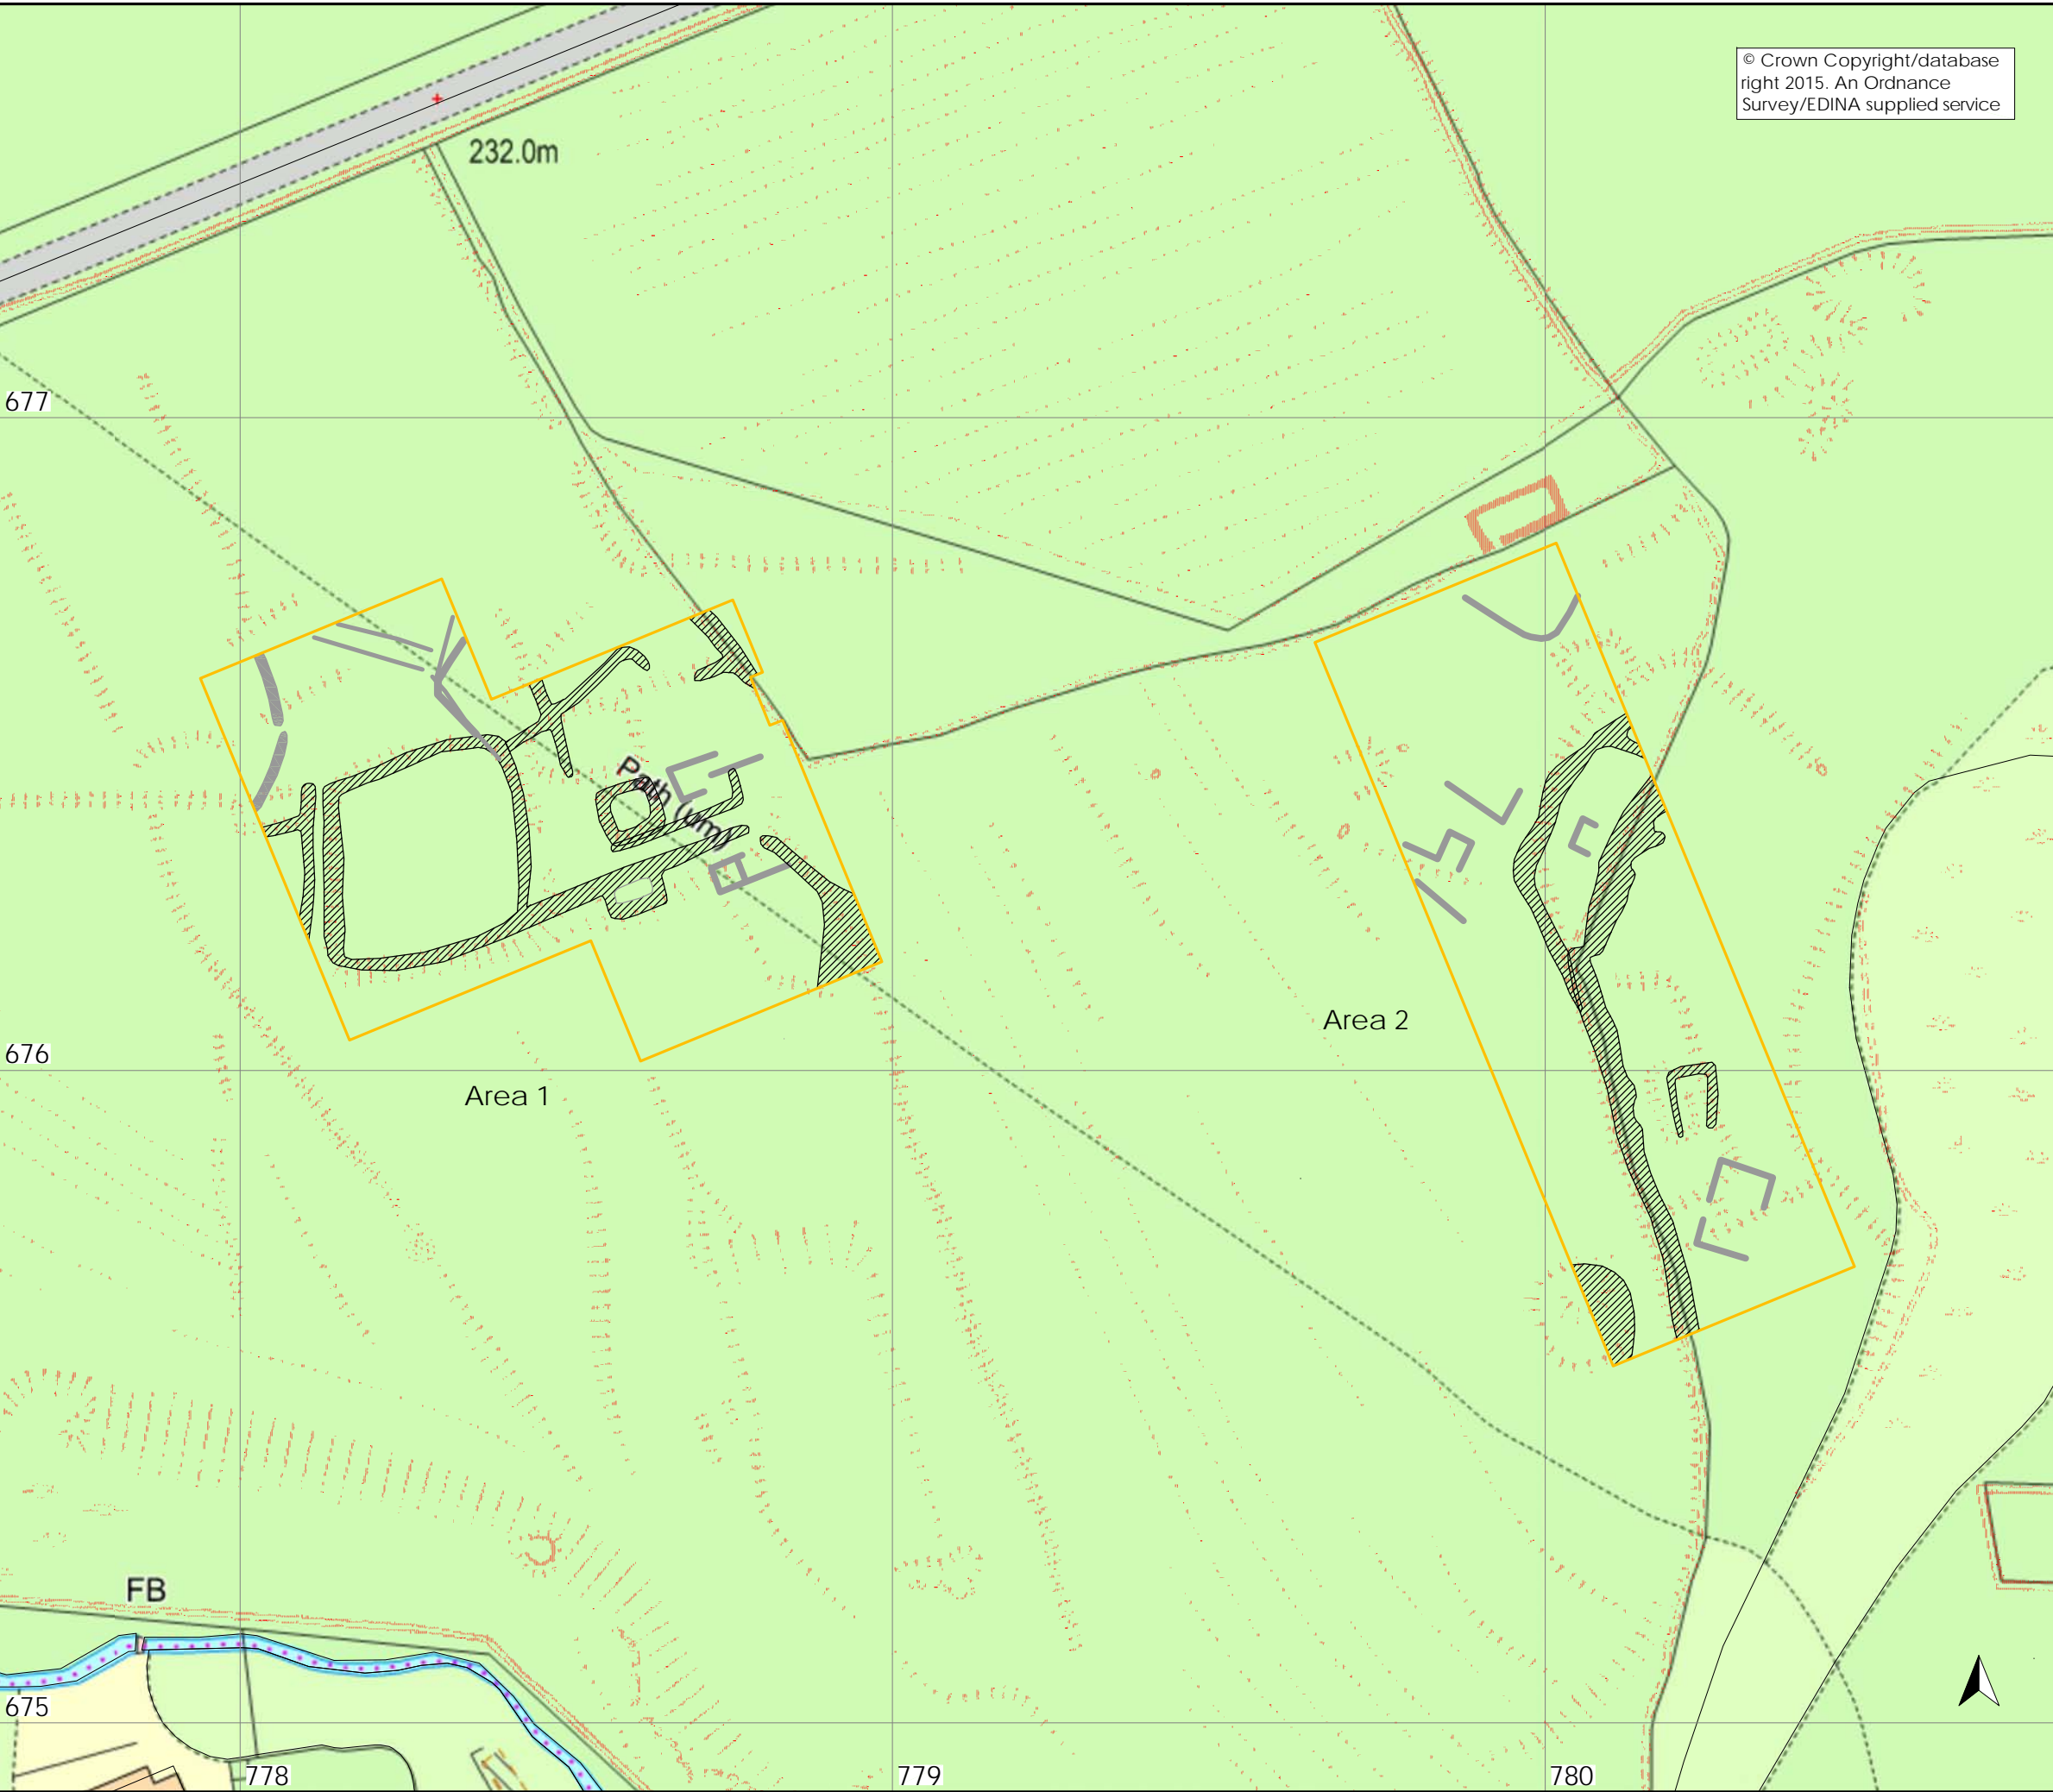 © Crown Copyright/database
right 2015. An Ordnance
Survey/EDINA supplied service
232.0m
677
Path (um)
Area 2
676
Area 1
FB
675
778
779
780